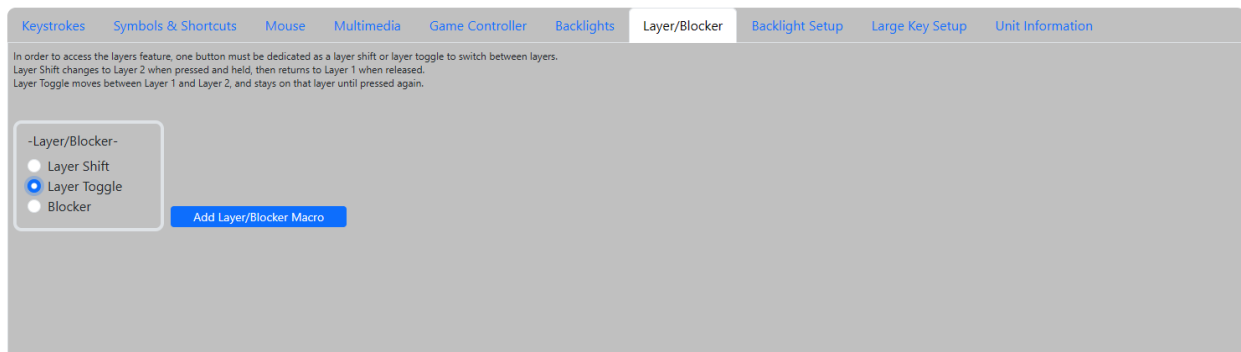 Keystrokes Symbols & Shortcuts Mouse Multimedia Game Controller Backlights Layer/Blocker Backlight Setup Large Key Setup Unit Information
In order to access the layers feature, one button must be dedicated as a layer shift or layer toggle to switch between layers.
Layer Shift changes to Layer 2 when pressed and held, then returns to Layer 1 when released.
Layer Toggle moves between Layer 1 and Layer 2, and stays on that layer until pressed again.
-Layer/Blocker-
Layer Shift
Layer Toggle
Blocker
Add Layer/Blocker Macro